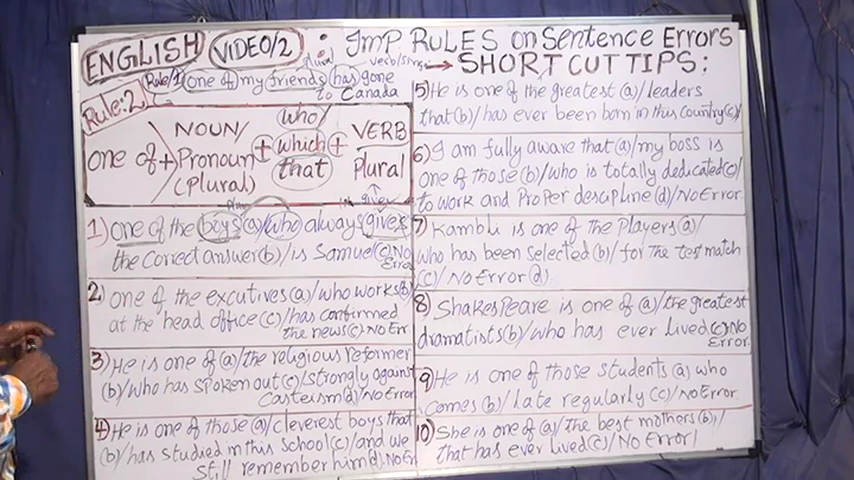 ENGLISH VIDEO/2 : IMP. RULES on Sentence Errors
SHORT CUT TIPS:
plural verb/sing
Rule/1 one of my friends has gone
to Canada
Rule:2
one of + NOUN/ Pronoun (Plural) + who/ which that + VERB Plural
give
1) one of the boys (a)/who always gives
the correct answer(b)/is Samuel(c).No
Error
2) one of the excutives(a)/who works(b)
at the head office(c)/has confirmed
the news(c).No Err
3) He is one of (a)/the religious reformer
(b)/who has spoken out(c)/strongly against
Casteism(d)/No Error
4) He is one of those (a)/cleverest boys that
(b)/has studied in this school(c)/and we
still remember him(d).No Er
5) He is one of the greatest (a)/leaders
that(b)/has ever been born in this country(c)/
6) I am fully aware that(a)/my boss is
one of those(b)/who is totally dedicated(c)/
to work and Proper descipline(d)/No Error.
7) Kamblu is one of the Players(a)/
who has been selected(b)/for the test match
(c)/No Error(d)
8) Shakespeare is one of (a)/the greatest
dramatists(b)/who has ever lived(c).No
Error.
9) He is one of those students(a) who
comes(b)/late regularly(c)/No Error.
10) She is one of (a)/the best mothers(b)/
that has ever lived(c)/No Error/